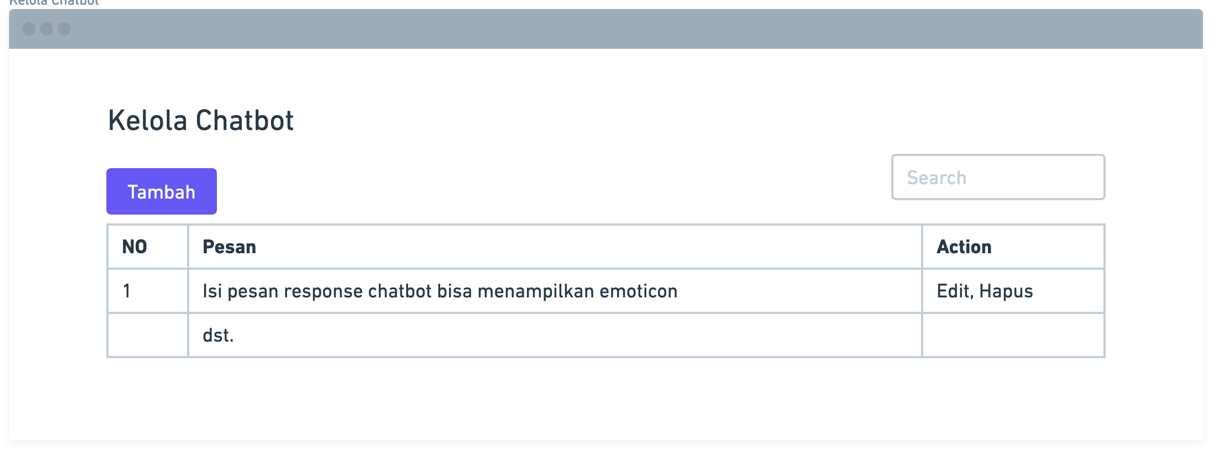 Kelola Chatbot
Kelola Chatbot
Tambah
Search
NO Pesan Action
1 Isi pesan response chatbot bisa menampilkan emoticon Edit, Hapus
dst.